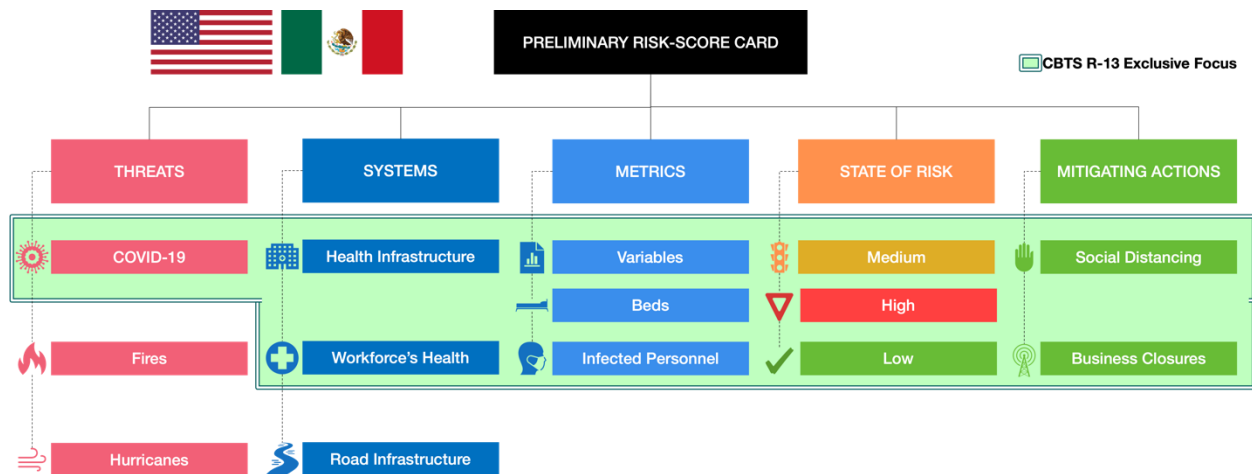 PRELIMINARY RISK-SCORE CARD
CBTS R-13 Exclusive Focus
THREATS
SYSTEMS
METRICS
STATE OF RISK
MITIGATING ACTIONS
COVID-19
Health Infrastructure
Variables
Medium
Social Distancing
Beds
High
Fires
Workforce's Health
Infected Personnel
Low
Business Closures
Hurricanes
Road Infrastructure